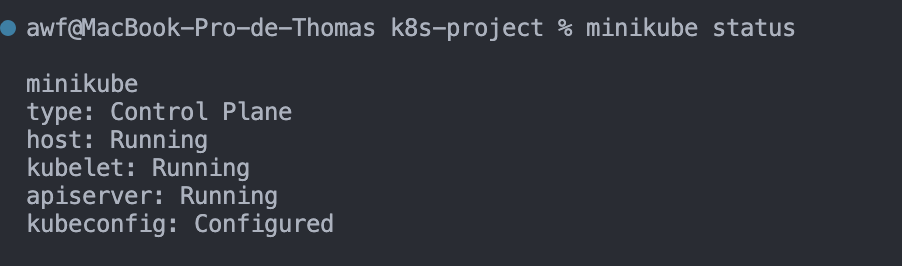 awf@MacBook-Pro-de-Thomas k8s-project % minikube status
minikube
type: Control Plane
host: Running
kubelet: Running
apiserver: Running
kubeconfig: Configured